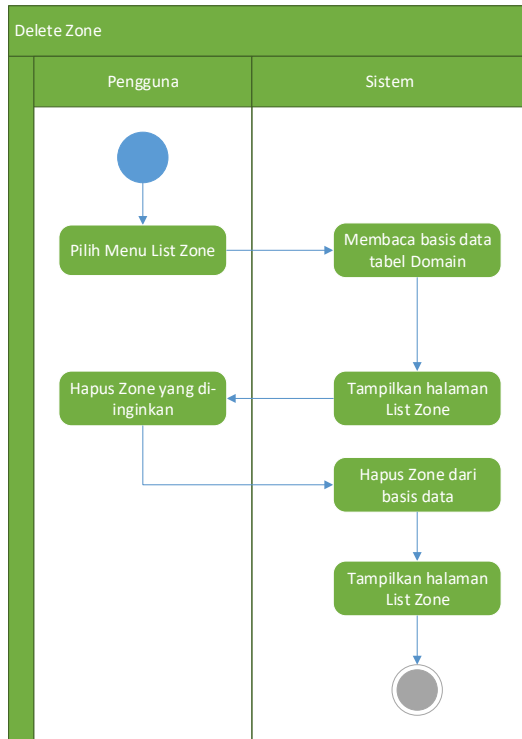 Delete Zone
Pengguna
Sistem
Pilih Menu List Zone
Membaca basis data
tabel Domain
Hapus Zone yang di-
inginkan
Tampilkan halaman
List Zone
Hapus Zone dari
basis data
Tampilkan halaman
List Zone